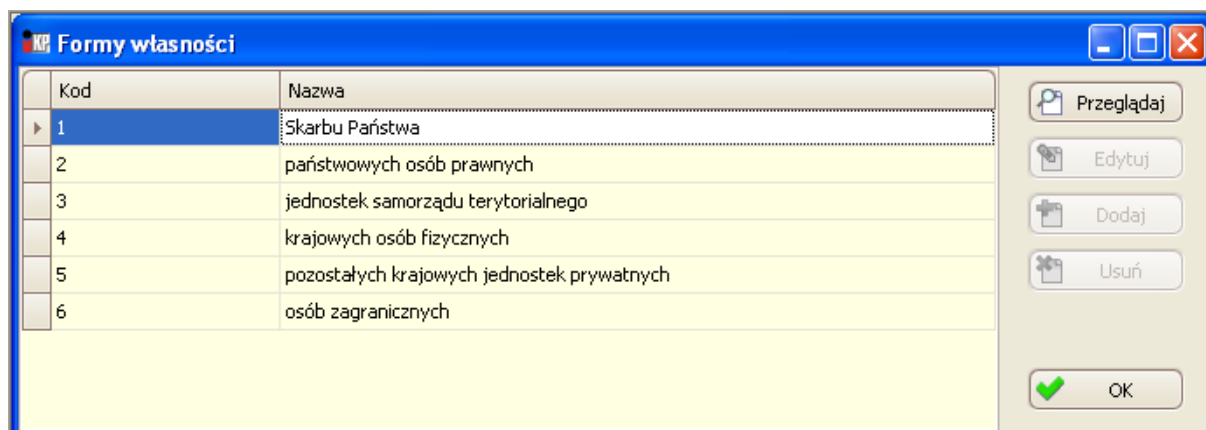 KP Formy własności
Kod Nazwa
1 Skarbu Państwa
2 państwowych osób prawnych
3 jednostek samorządu terytorialnego
4 krajowych osób fizycznych
5 pozostałych krajowych jednostek prywatnych
6 osób zagranicznych
Przeglądaj
Edytuj
Dodaj
Usuń
OK